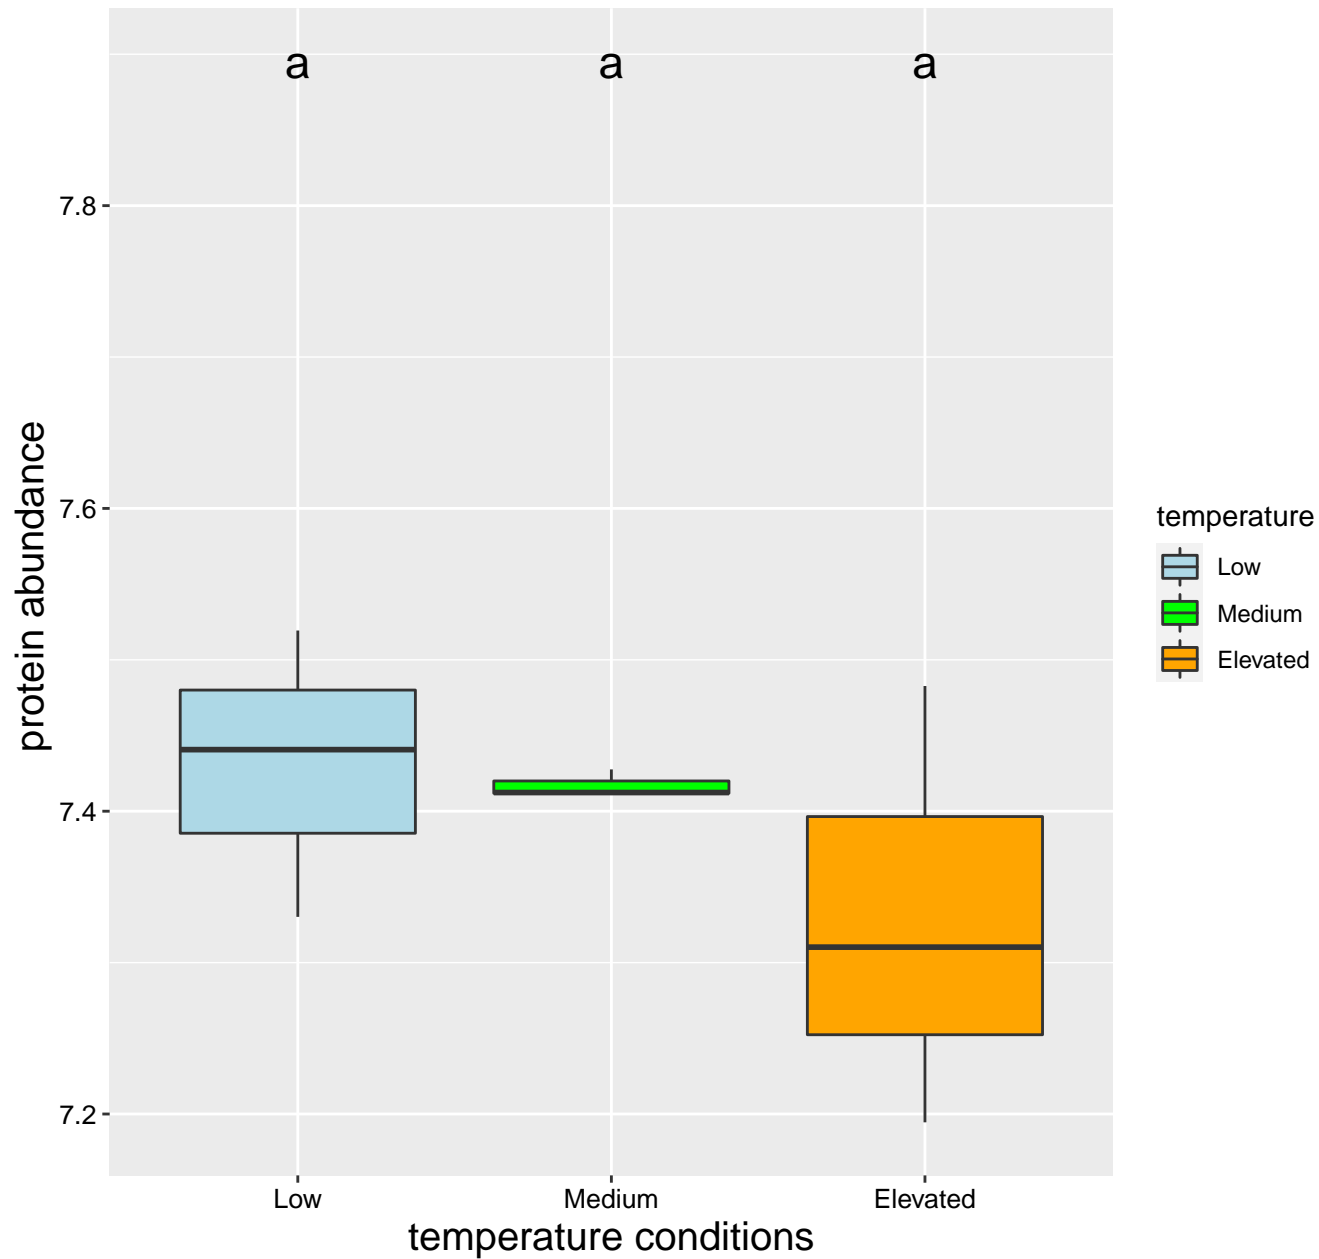 a a a
7.8
7.6
7.4
7.2
protein abundance
Low Medium Elevated
temperature conditions
temperature
Low
Medium
Elevated